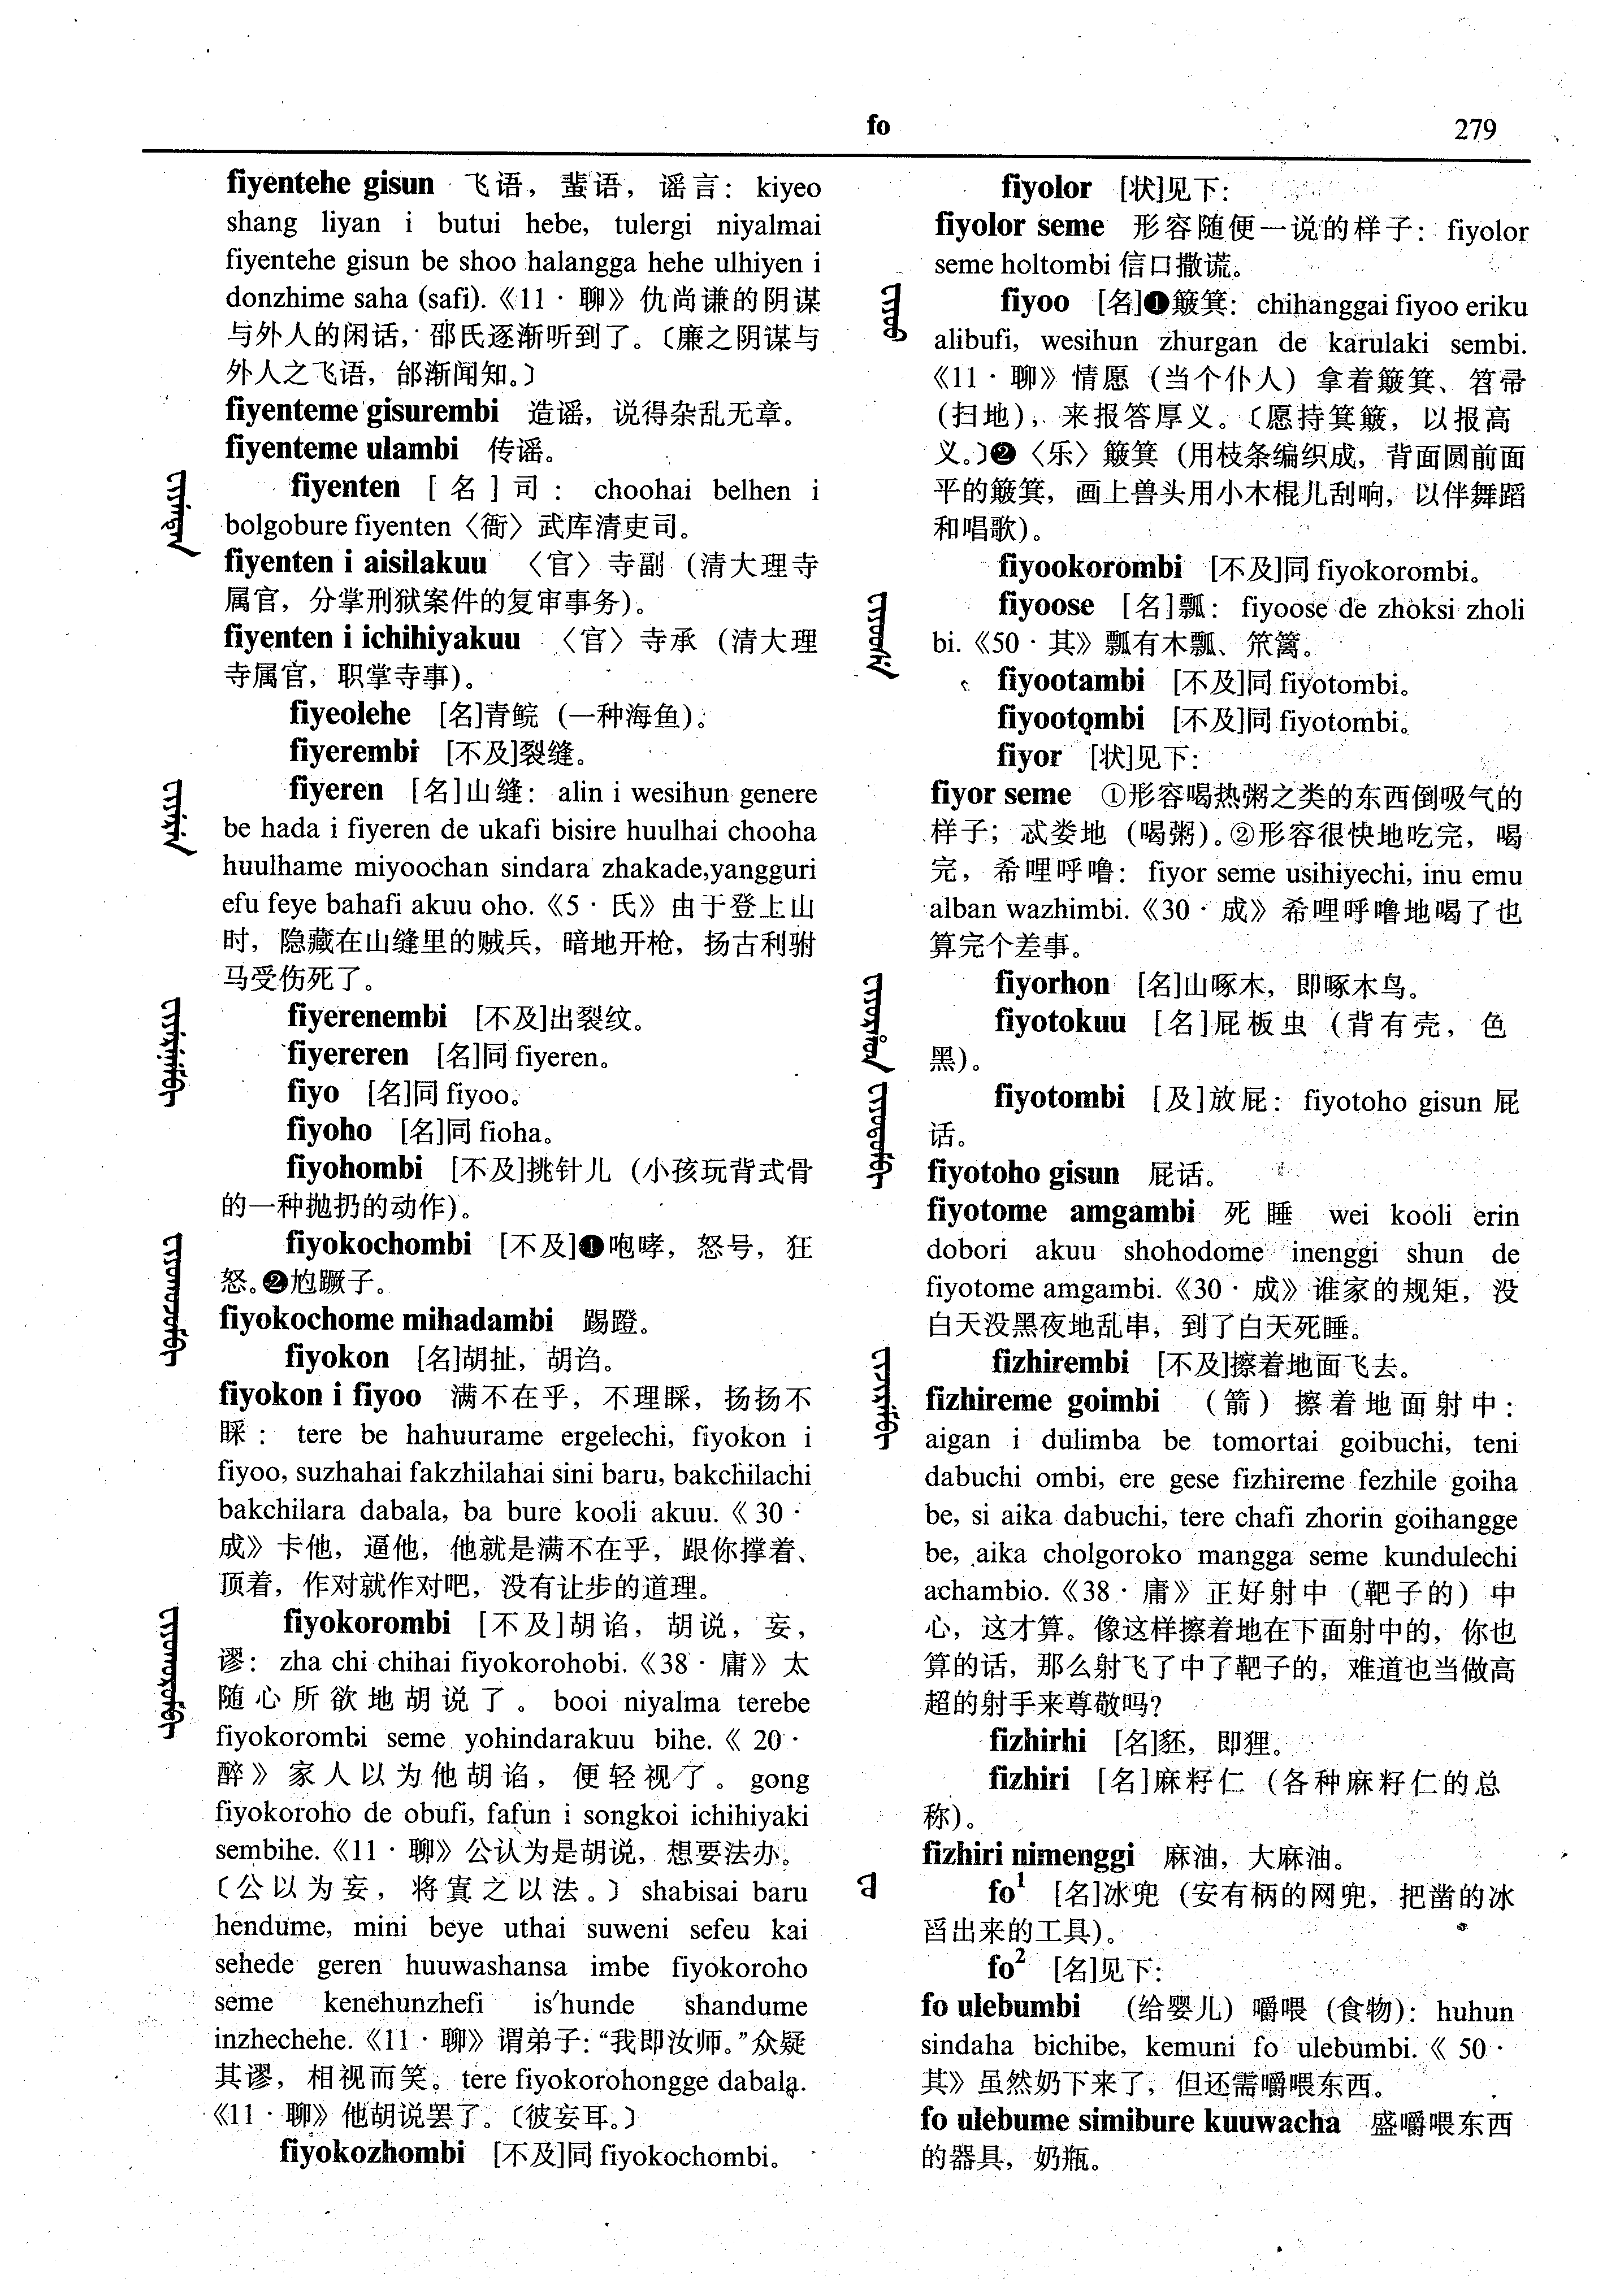 fo
279
fiyentehe gisun 飞语，蜚语，谣言：kiyeo
shang liyan i butui hebe, tulergi niyalmai
fiyentehe gisun be shoo halangga hehe ulhiyen i
donzhime saha (safi).《11·聊》仇尚谦的阴谋
与外人的闲话，邵氏逐渐听到了。〔廉之阴谋与
外人之飞语，邰渐闻知。〕
fiyenteme gisurembi 造谣，说得杂乱无章。
fiyenteme ulambi 传谣。
fiyenten [名]司：choohai belhen i
bolgobure fiyenten〈衙〉武库清吏司。
fiyenten i aisilakuu 〈官〉寺副（清大理寺
属官，分掌刑狱案件的复审事务）。
fiyenten i ichihiyakuu 〈官〉寺承（清大理
寺属官，职掌寺事）。
fiyeolehe [名]青鲩（一种海鱼）。
fiyerembi [不及]裂缝。
fiyeren [名]山缝：alin i wesihun genere
be hada i fiyeren de ukafi bisire huulhai chooha
huulhame miyoochan sindara zhakade,yangguri
efu feye bahafi akuu oho.《5·氏》由于登上山
时，隐藏在山缝里的贼兵，暗地开枪，扬古利驸
马受伤死了。
fiyerenembi [不及]出裂纹。
fiyereren [名]同 fiyeren。
fiyo [名]同 fiyoo。
fiyoho [名]同 fioha。
fiyohombi [不及]挑针儿（小孩玩背式骨
的一种抛扔的动作）。
fiyokochombi [不及]❶咆哮，怒号，狂
怒。❷尥蹶子。
fiyokochome mihadambi 踢蹬。
fiyokon [名]胡扯，胡诌。
fiyokon i fiyoo 满不在乎，不理睬，扬扬不
睬：tere be hahuurame ergelechi, fiyokon i
fiyoo, suzhahai fakzhilahai sini baru, bakchilachi
bakchilara dabala, ba bure kooli akuu.《30·
成》卡他，逼他，他就是满不在乎，跟你撑着、
顶着，作对就作对吧，没有让步的道理。
fiyokorombi [不及]胡谄，胡说，妄，
谬：zha chi chihai fiyokorohobi.《38·庸》太
随心所欲地胡说了。booi niyalma terebe
fiyokorombi seme yohindarakuu bihe.《20·
醉》家人以为他胡谄，便轻视了。gong
fiyokoroho de obufi, fafun i songkoi ichihiyaki
sembihe.《11·聊》公认为是胡说，想要法办。
〔公以为妄，将寘之以法。〕shabisai baru
hendume, mini beye uthai suweni sefeu kai
sehede geren huuwashansa imbe fiyokoroho
seme kenehunzhefi is'hunde shandume
inzhechehe.《11·聊》谓弟子：“我即汝师。”众疑
其谬，相视而笑。tere fiyokorohongge dabala.
《11·聊》他胡说罢了。〔彼妄耳。〕
fiyokozhombi [不及]同 fiyokochombi。
fiyolor [状]见下：
fiyolor seme 形容随便一说的样子：fiyolor
seme holtombi 信口撒谎。
fiyoo [名]❶簸箕：chihanggai fiyoo eriku
alibufi, wesihun zhurgan de karulaki sembi.
《11·聊》情愿（当个仆人）拿着簸箕、笤帚
（扫地），来报答厚义。〔愿持箕簸，以报高
义。〕❷〈乐〉簸箕（用枝条编织成，背面圆前面
平的簸箕，画上兽头用小木棍儿刮响，以伴舞蹈
和唱歌）。
fiyookorombi [不及]同 fiyokorombi。
fiyoose [名]瓢：fiyoose de zhoksi zholi
bi.《50·其》瓢有木瓢、笊篱。
fiyootambi [不及]同 fiyotombi。
fiyootombi [不及]同 fiyotombi。
fiyor [状]见下：
fiyor seme ①形容喝热粥之类的东西倒吸气的
样子；忒娄地（喝粥）。②形容很快地吃完，喝
完，希哩呼噜：fiyor seme usihiyechi, inu emu
alban wazhimbi.《30·成》希哩呼噜地喝了也
算完个差事。
fiyorhon [名]山啄木，即啄木鸟。
fiyotokuu [名]屁板虫（背有壳，色
黑）。
fiyotombi [及]放屁：fiyotoho gisun 屁
话。
fiyotoho gisun 屁话。
fiyotome amgambi 死睡 wei kooli erin
dobori akuu shohodome inenggi shun de
fiyotome amgambi.《30·成》谁家的规矩，没
白天没黑夜地乱串，到了白天死睡。
fizhirembi [不及]擦着地面飞去。
fizhireme goimbi （箭）擦着地面射中：
aigan i dulimba be tomortai goibuchi, teni
dabuchi ombi, ere gese fizhireme fezhile goiha
be, si aika dabuchi, tere chafi zhorin goihangge
be, aika cholgoroko mangga seme kundulechi
achambio.《38·庸》正好射中（靶子的）中
心，这才算。像这样擦着地在下面射中的，你也
算的话，那么射飞了中了靶子的，难道也当做高
超的射手来尊敬吗？
fizhirhi [名]豾，即狸。
fizhiri [名]麻籽仁（各种麻籽仁的总
称）。
fizhiri nimenggi 麻油，大麻油。
fo¹ [名]冰兜（安有柄的网兜，把凿的冰
舀出来的工具）。
fo² [名]见下：
fo ulebumbi （给婴儿）嚼喂（食物）：huhun
sindaha bichibe, kemuni fo ulebumbi.《50·
其》虽然奶下来了，但还需嚼喂东西。
fo ulebume simibure kuuwacha 盛嚼喂东西
的器具，奶瓶。